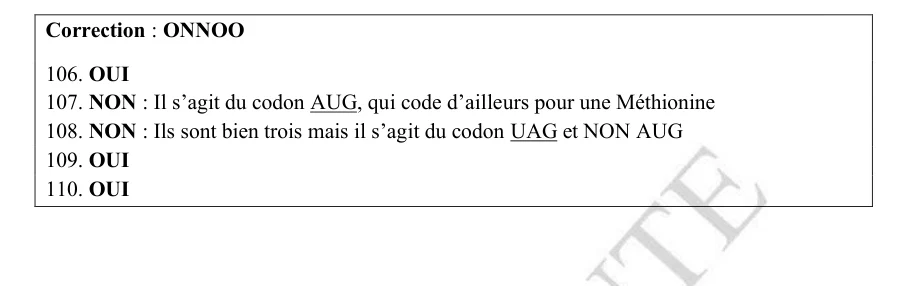 Correction : ONNOO
106. OUI
107. NON : Il s’agit du codon AUG, qui code d’ailleurs pour une Méthionine
108. NON : Ils sont bien trois mais il s’agit du codon UAG et NON AUG
109. OUI
110. OUI